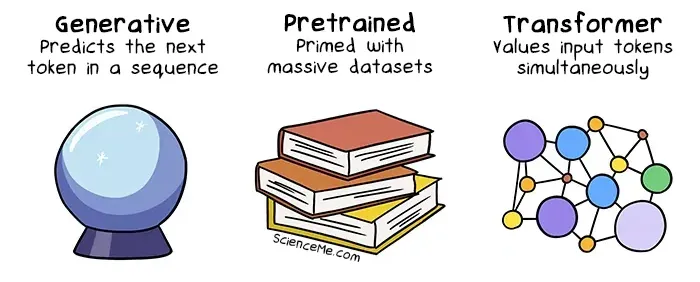 Generative
Predicts the next
token in a sequence
Pretrained
Primed with
massive datasets
Transformer
Values input tokens
simultaneously
ScienceMe.com